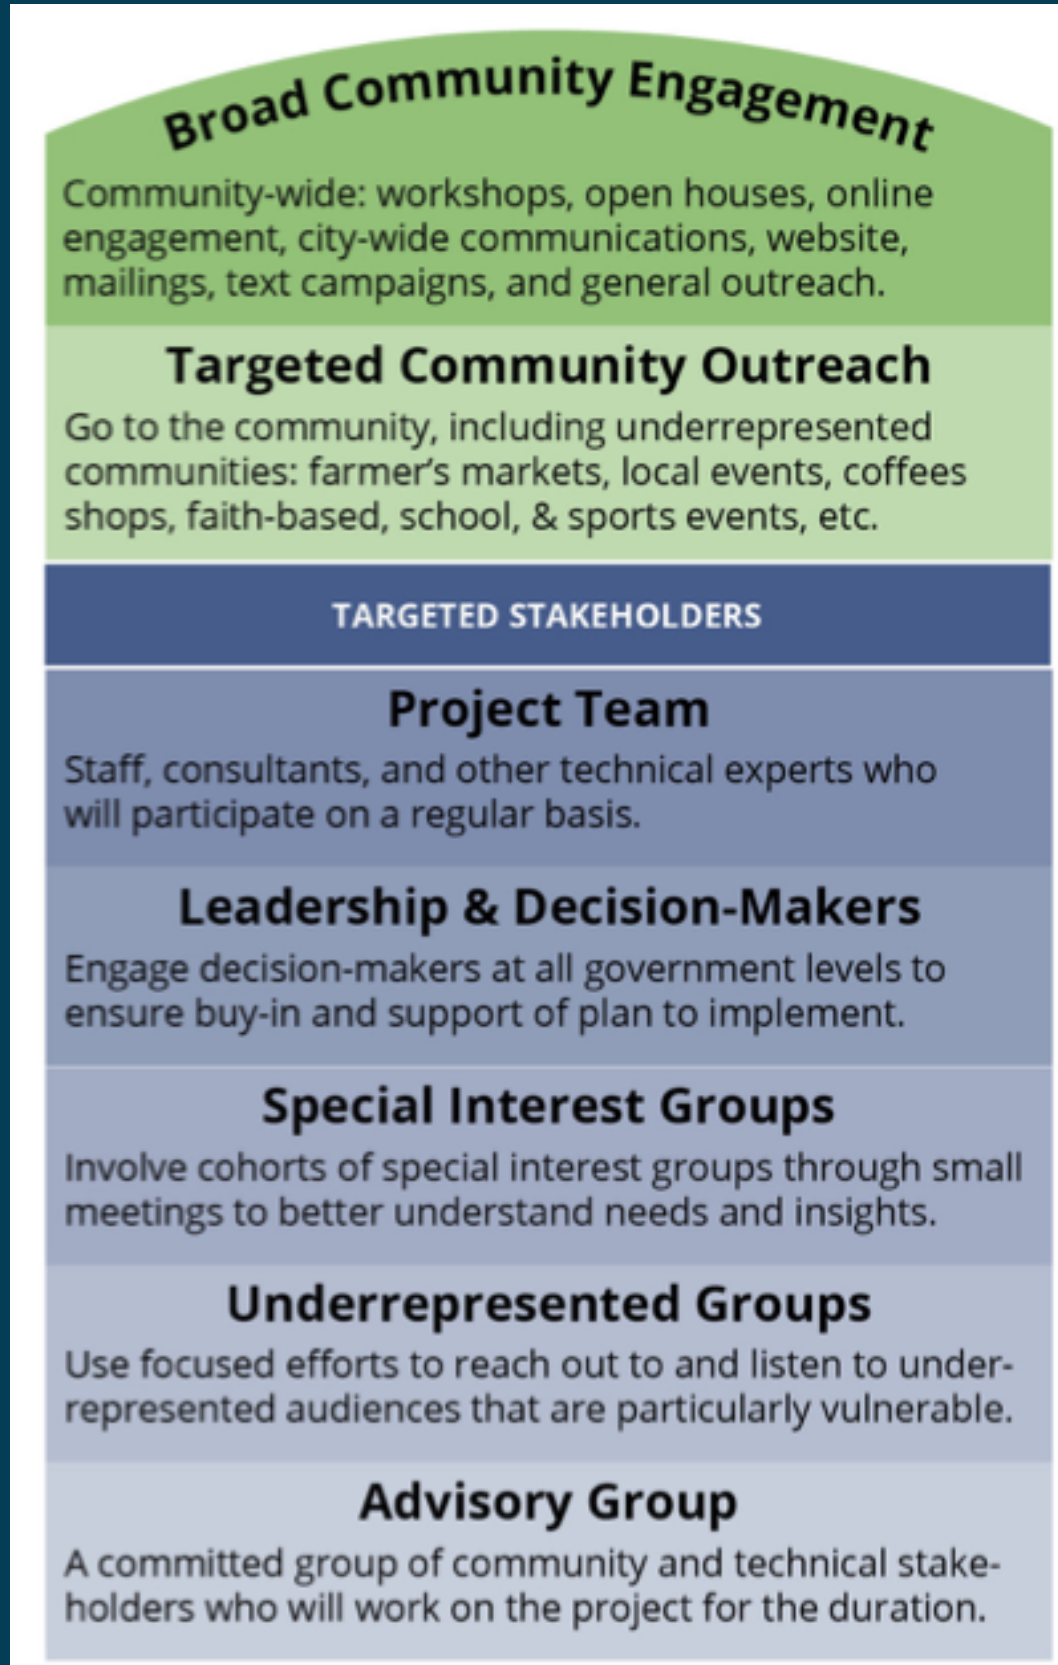 Broad Community Engagement
Community-wide: workshops, open houses, online
engagement, city-wide communications, website,
mailings, text campaigns, and general outreach.
Targeted Community Outreach
Go to the community, including underrepresented
communities: farmer's markets, local events, coffees
shops, faith-based, school, & sports events, etc.
TARGETED STAKEHOLDERS
Project Team
Staff, consultants, and other technical experts who
will participate on a regular basis.
Leadership & Decision-Makers
Engage decision-makers at all government levels to
ensure buy-in and support of plan to implement.
Special Interest Groups
Involve cohorts of special interest groups through small
meetings to better understand needs and insights.
Underrepresented Groups
Use focused efforts to reach out to and listen to under-
represented audiences that are particularly vulnerable.
Advisory Group
A committed group of community and technical stake-
holders who will work on the project for the duration.